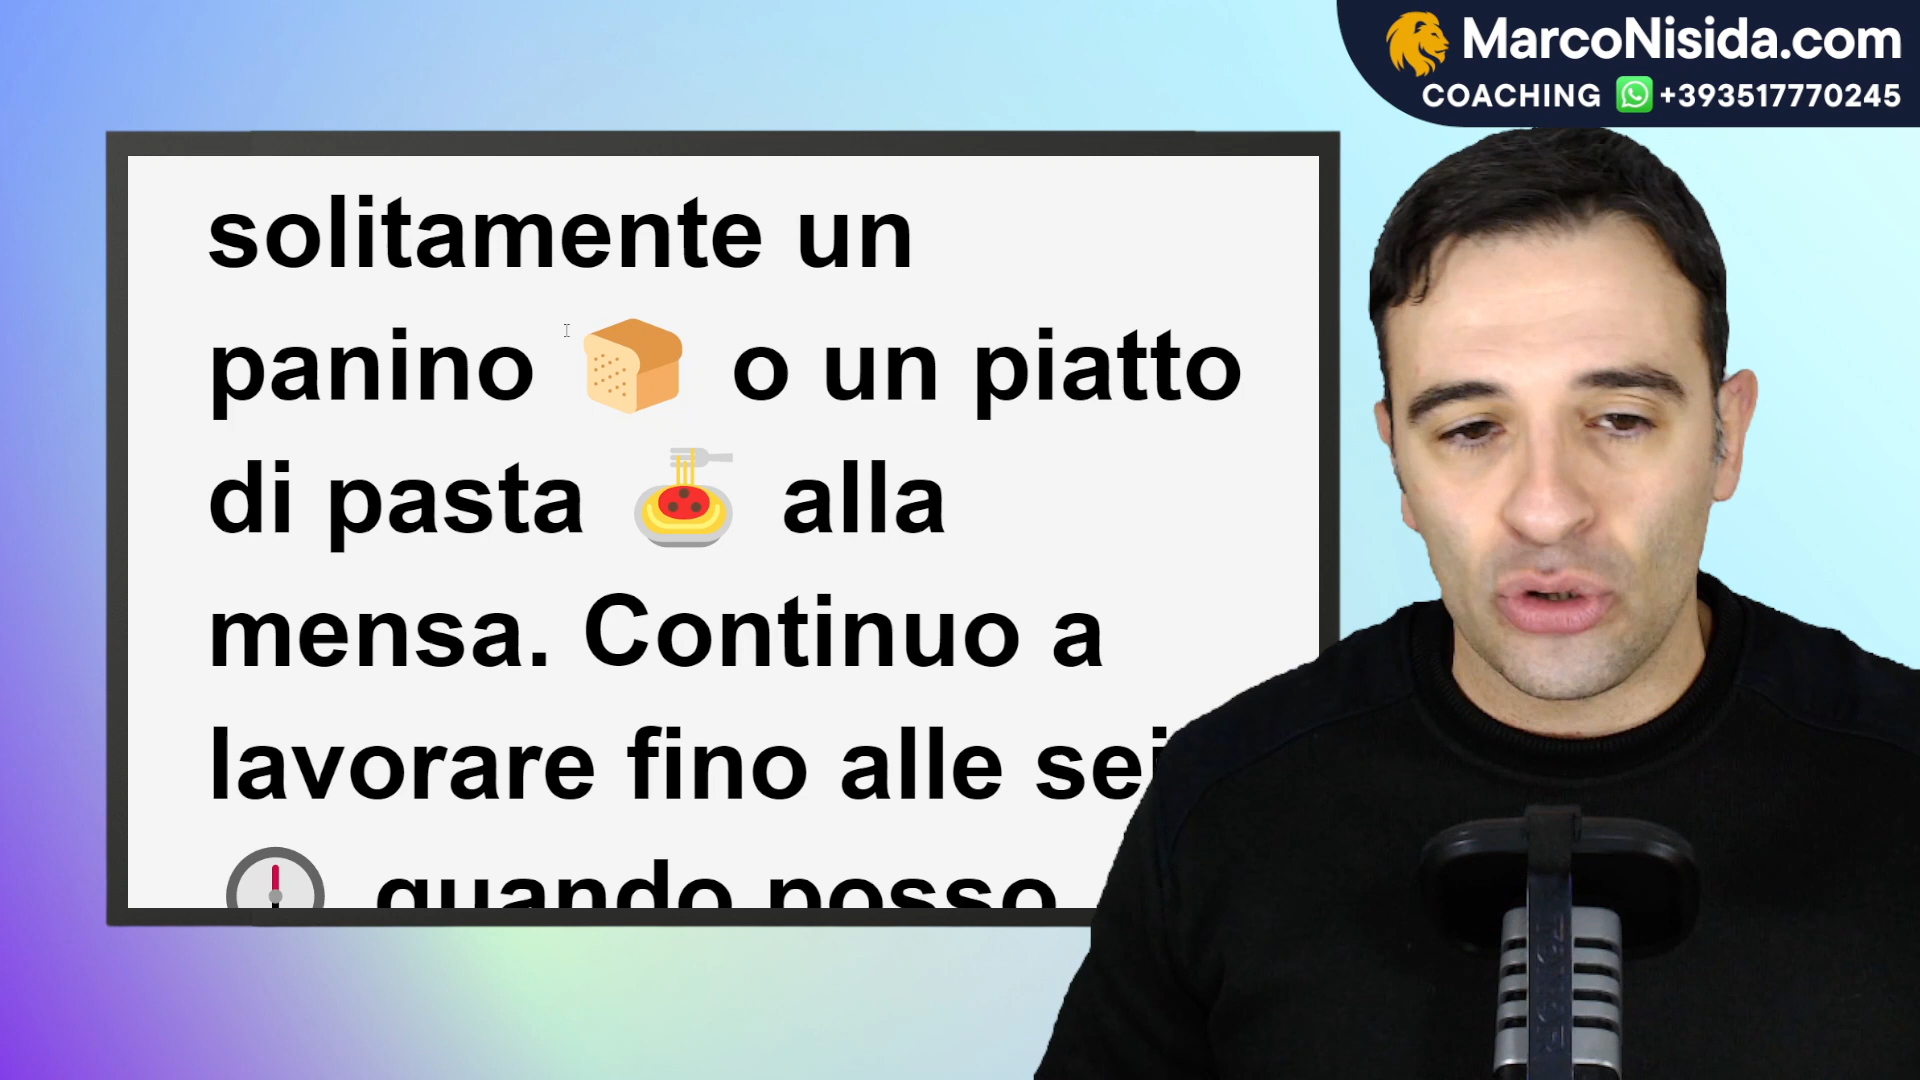 MarcoNisida.com
COACHING +393517770245
solitamente un
panino o un piatto
di pasta alla
mensa. Continuo a
lavorare fino alle sei
quando posso